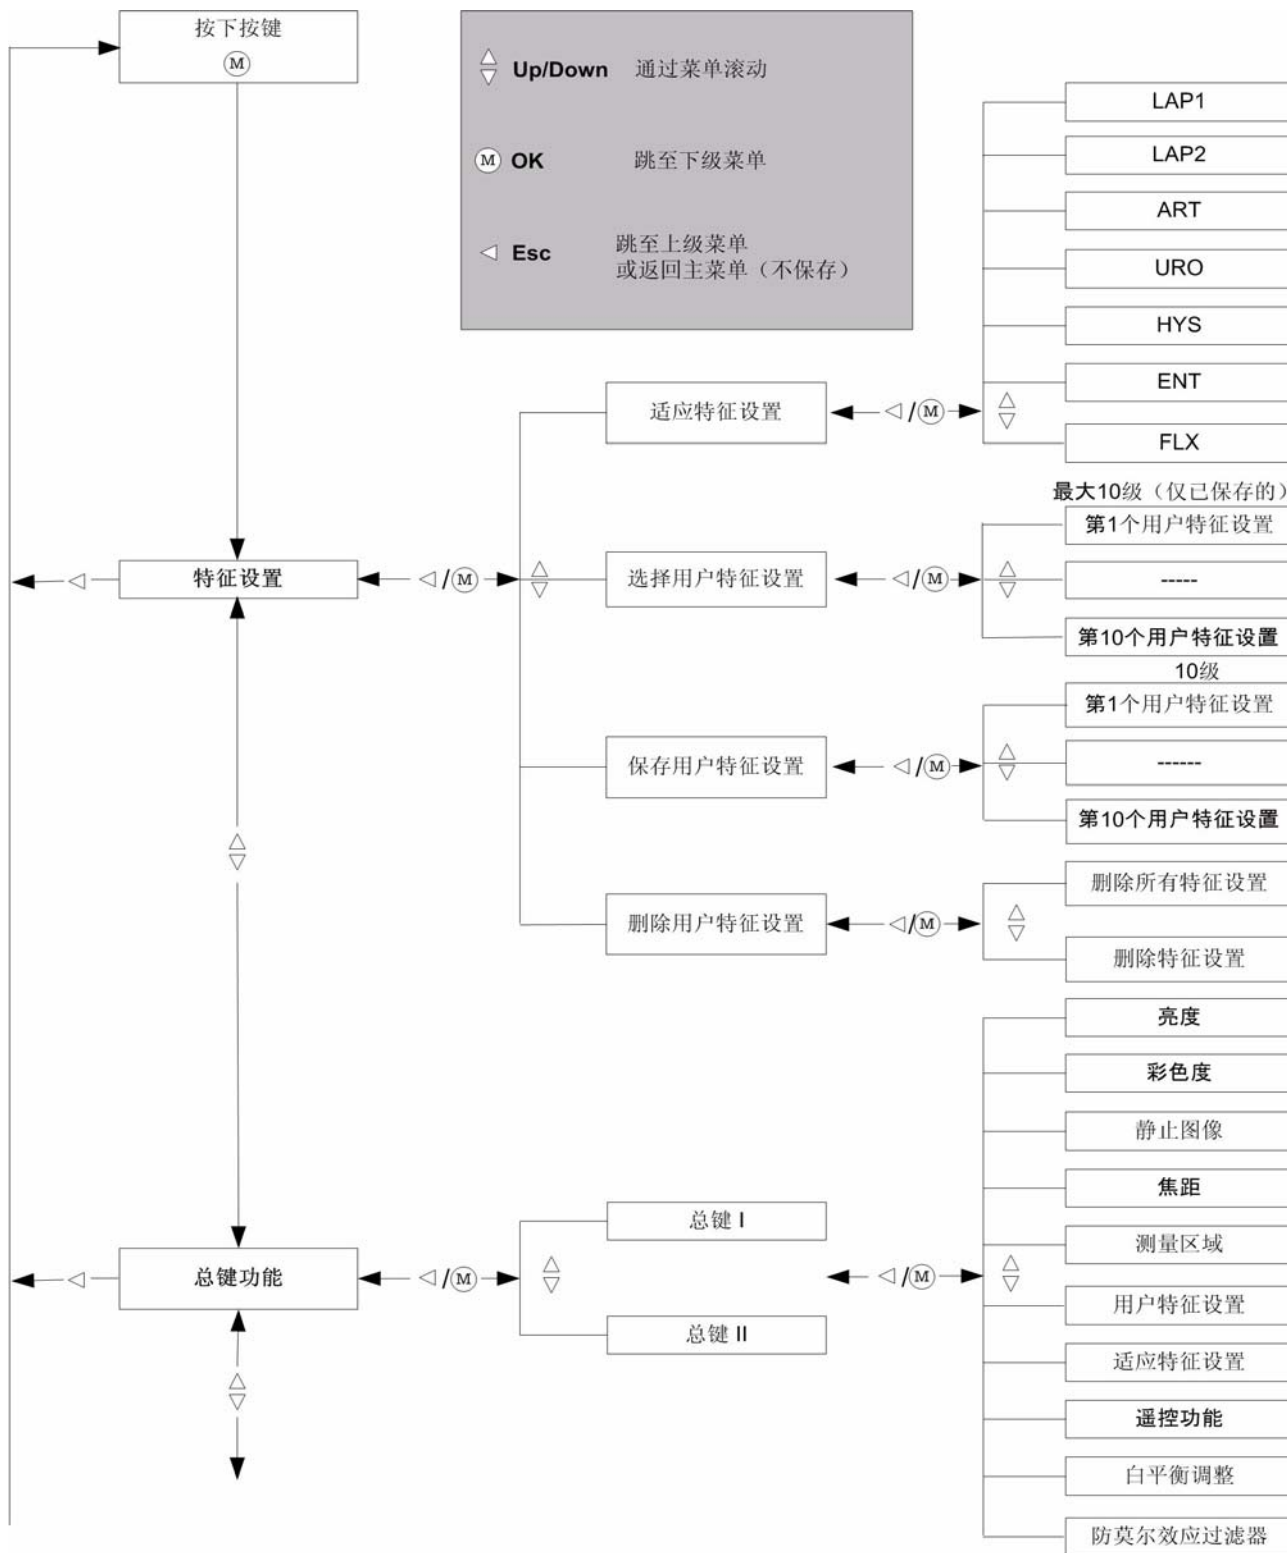 按下按键
M
Up/Down 通过菜单滚动
M OK 跳至下级菜单
Esc 跳至上级菜单
或返回主菜单（不保存）
LAP1
LAP2
ART
URO
HYS
ENT
FLX
适应特征设置
/M
最大10级（仅已保存的）
第1个用户特征设置
-----
第10个用户特征设置
特征设置
/M
选择用户特征设置
/M
10级
第1个用户特征设置
------
第10个用户特征设置
保存用户特征设置
/M
删除所有特征设置
删除特征设置
删除用户特征设置
/M
亮度
彩色度
静止图像
焦距
测量区域
用户特征设置
适应特征设置
遥控功能
白平衡调整
防莫尔效应过滤器
总键功能
/M
总键 I
总键 II
/M